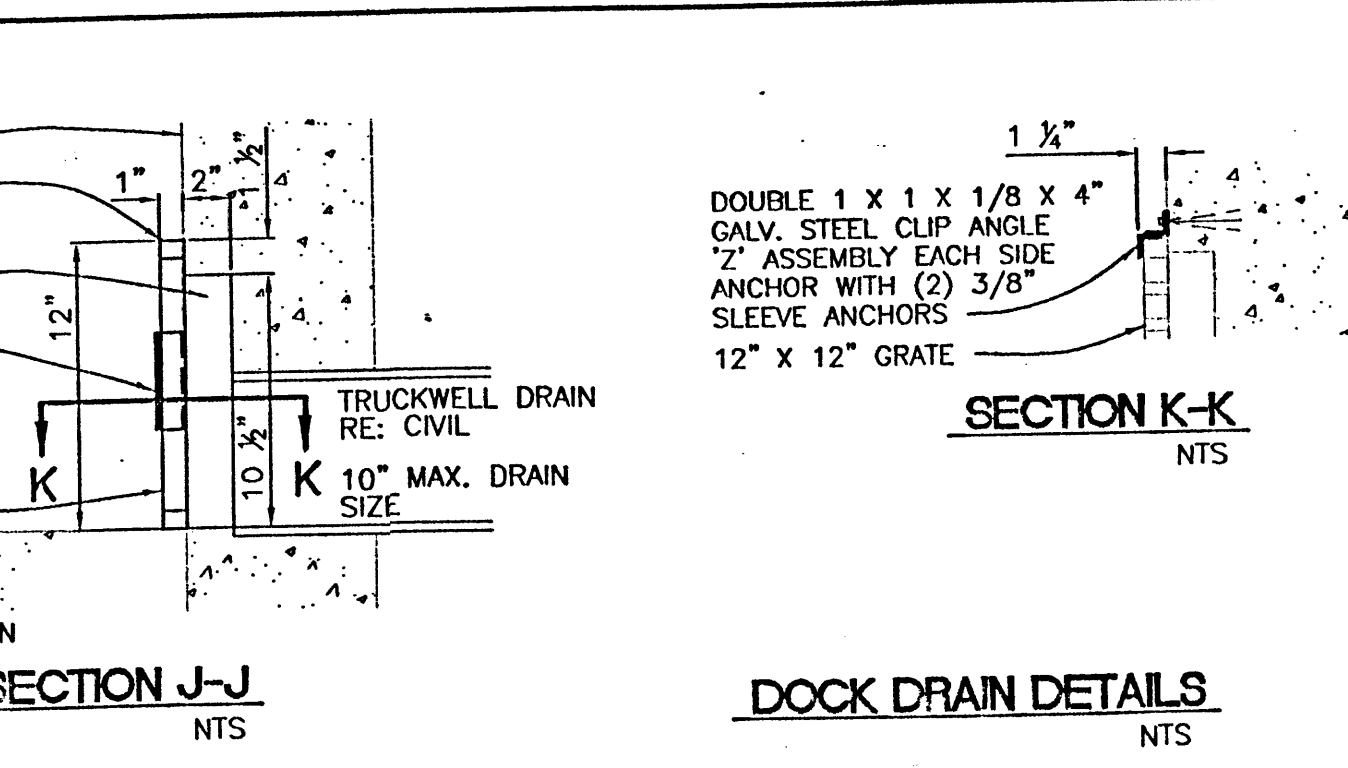 1"
2"
1 ½"
12"
10 ½"
K
K
TRUCKWELL DRAIN
RE: CIVIL
10" MAX. DRAIN
SIZE
N
SECTION J-J
NTS
1 ¼"
DOUBLE 1 X 1 X 1/8 X 4"
GALV. STEEL CLIP ANGLE
'Z' ASSEMBLY EACH SIDE
ANCHOR WITH (2) 3/8"
SLEEVE ANCHORS
12" X 12" GRATE
SECTION K-K
NTS
DOCK DRAIN DETAILS
NTS